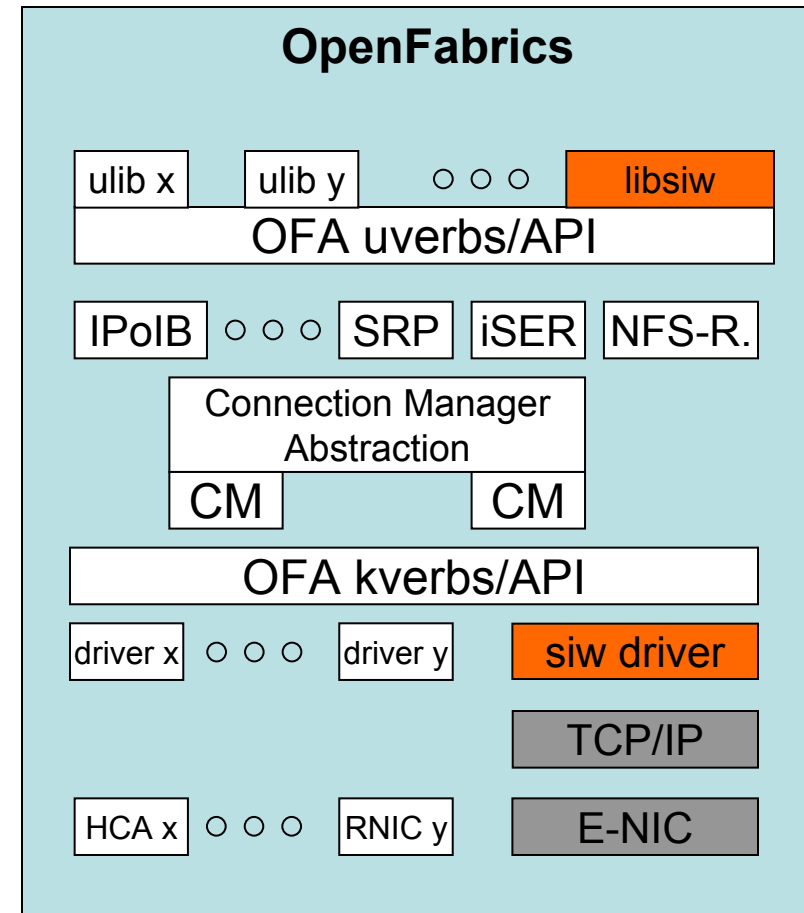 OpenFabrics
ulib x ulib y libsiw
OFA uverbs/API
IPoIB SRP iSER NFS-R.
Connection Manager
Abstraction
CM CM
OFA kverbs/API
driver x driver y siw driver
TCP/IP
HCA x RNIC y E-NIC